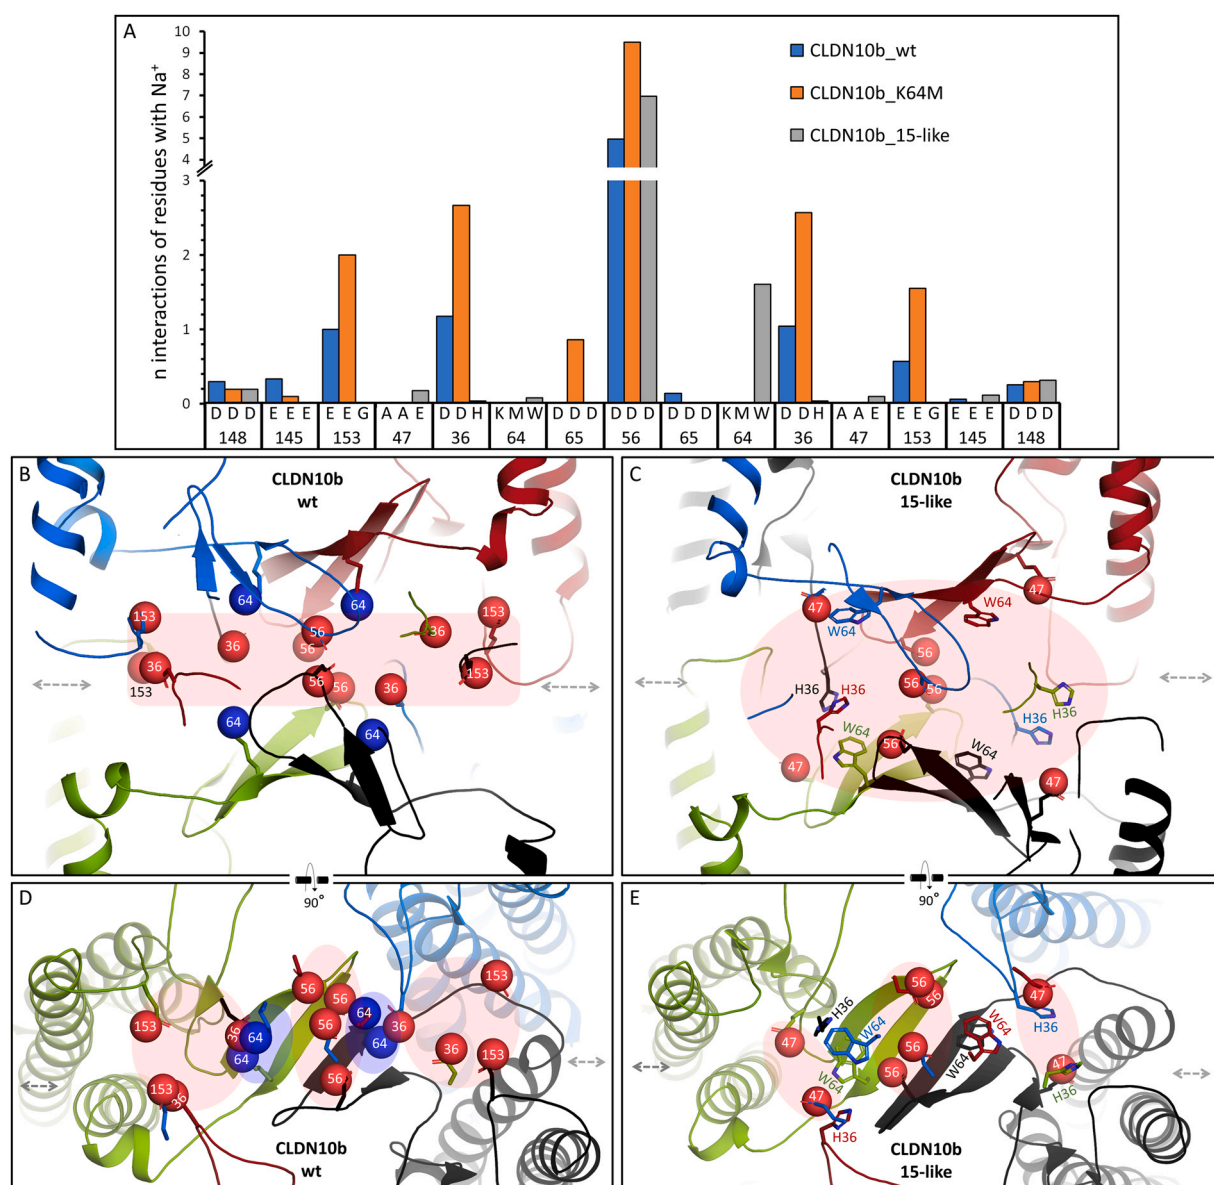 A
n interactions of residues with Na⁺
10
9
8
7
6
5
4
3
2
1
0
CLDN10b_wt
CLDN10b_K64M
CLDN10b_15-like
D D D E E E E E G A A E D D H K M W D D D D D D D D D K M W D D H A A E E E G E E E D D D
148 145 153 47 36 64 65 56 65 64 36 47 153 145 148
B
CLDN10b
wt
64
64
153
153
36
56
36
56
36
153
153
56
56
36
64
64
C
CLDN10b
15-like
47
47
W64
W64
56
56
56
H36
H36
H36
H36
W64
56
W64
47
47
90°
90°
D
56
56
153
153
64
56
36
36
64
64
64
36
153
153
56
36
CLDN10b
wt
E
56
56
47
H36
W64
W64
H36
47
56
W64
56
W64
47
H36
47
H36
CLDN10b
15-like